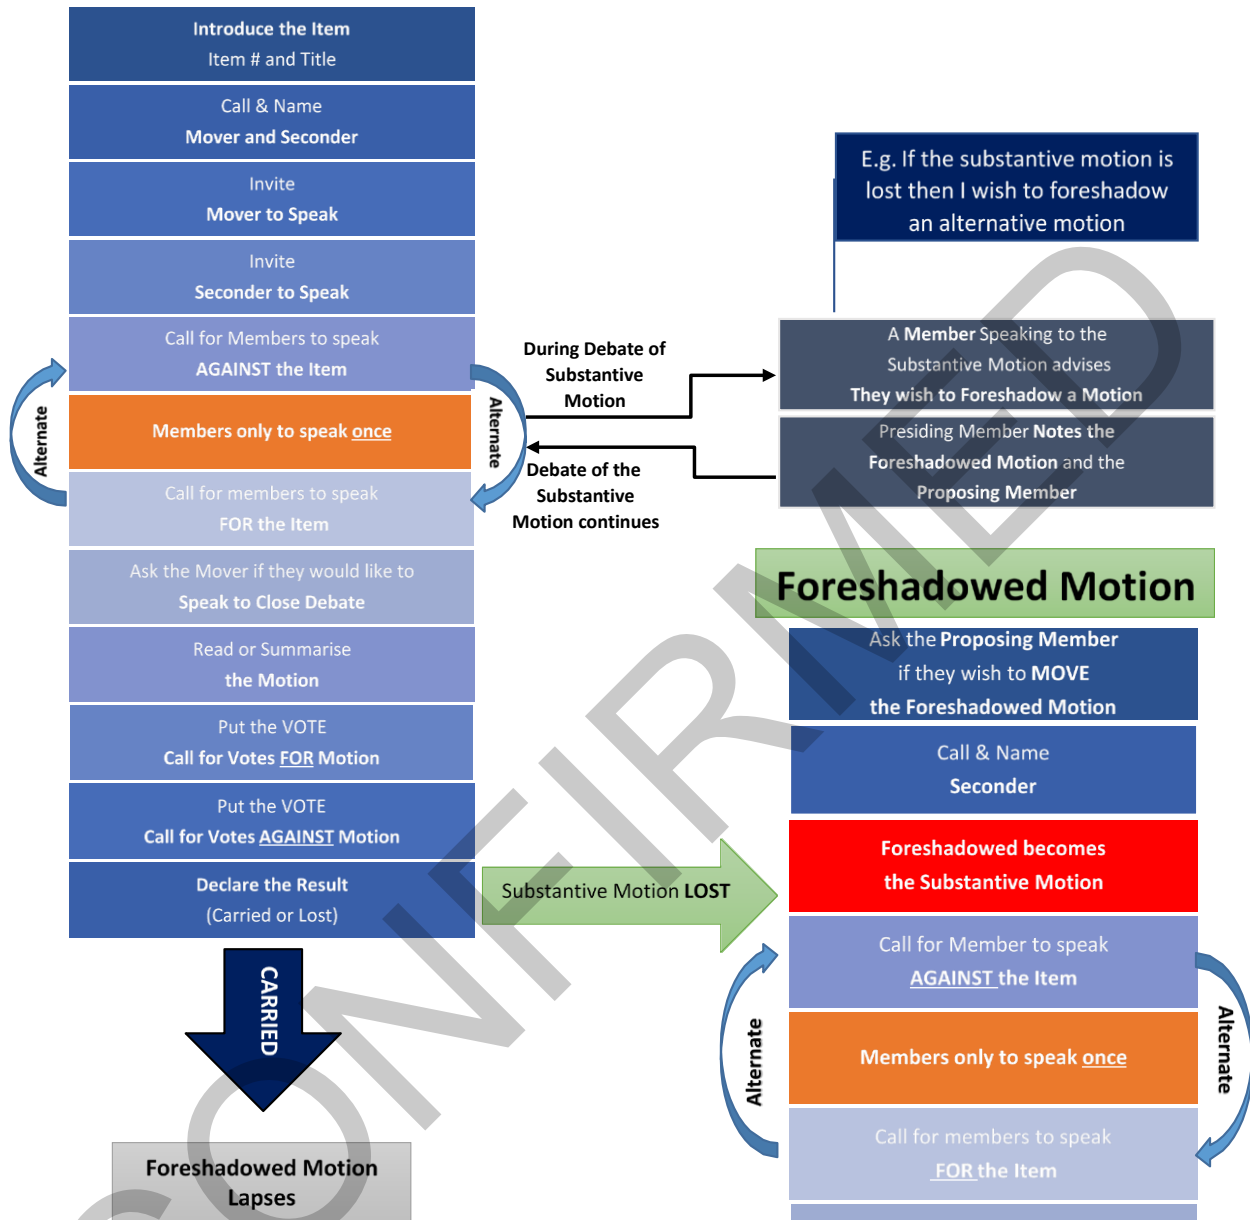 Introduce the Item
Item # and Title
Call & Name
Mover and Seconder
Invite
Mover to Speak
Invite
Seconder to Speak
Call for Members to speak
AGAINST the Item
Members only to speak once
Call for members to speak
FOR the Item
Alternate
Alternate
Ask the Mover if they would like to
Speak to Close Debate
Read or Summarise
the Motion
Put the VOTE
Call for Votes FOR Motion
Put the VOTE
Call for Votes AGAINST Motion
Declare the Result
(Carried or Lost)
CARRIED
Foreshadowed Motion
Lapses
During Debate of
Substantive
Motion
Debate of the
Substantive
Motion continues
E.g. If the substantive motion is
lost then I wish to foreshadow
an alternative motion
A Member Speaking to the
Substantive Motion advises
They wish to Foreshadow a Motion
Presiding Member Notes the
Foreshadowed Motion and the
Proposing Member
Substantive Motion LOST
Foreshadowed Motion
Ask the Proposing Member
if they wish to MOVE
the Foreshadowed Motion
Call & Name
Seconder
Foreshadowed becomes
the Substantive Motion
Call for Member to speak
AGAINST the Item
Members only to speak once
Call for members to speak
FOR the Item
Alternate
Alternate
CONFIRMED